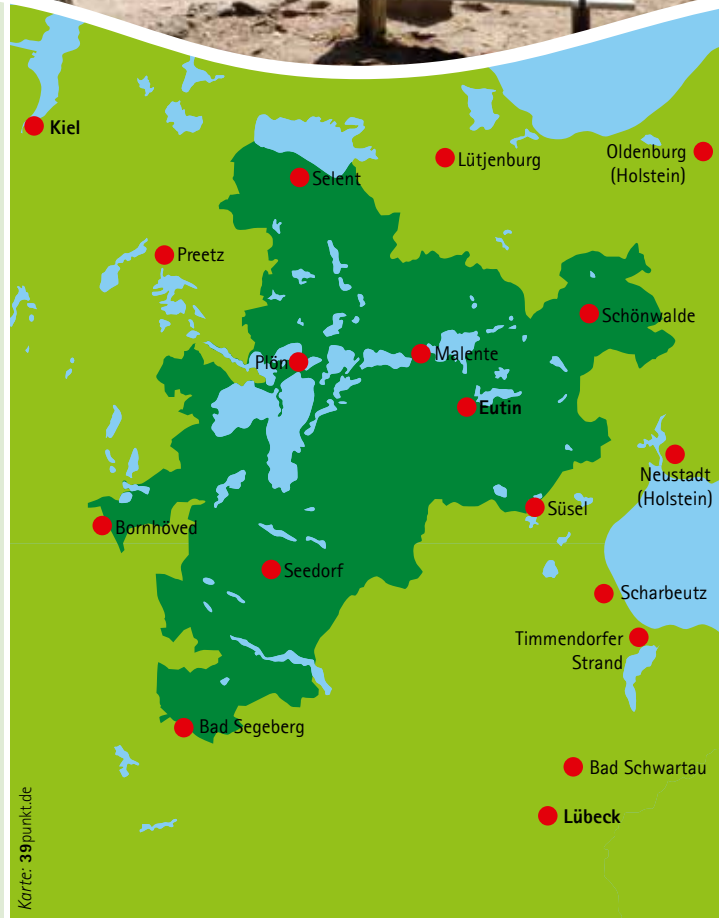 Kiel
Lütjenburg
Oldenburg
(Holstein)
Selent
Preetz
Schönwalde
Plön
Malente
Eutin
Neustadt
(Holstein)
Süsel
Bornhöved
Seedorf
Scharbeutz
Timmendorfer
Strand
Bad Segeberg
Bad Schwartau
Lübeck
Karte: 39punkt.de